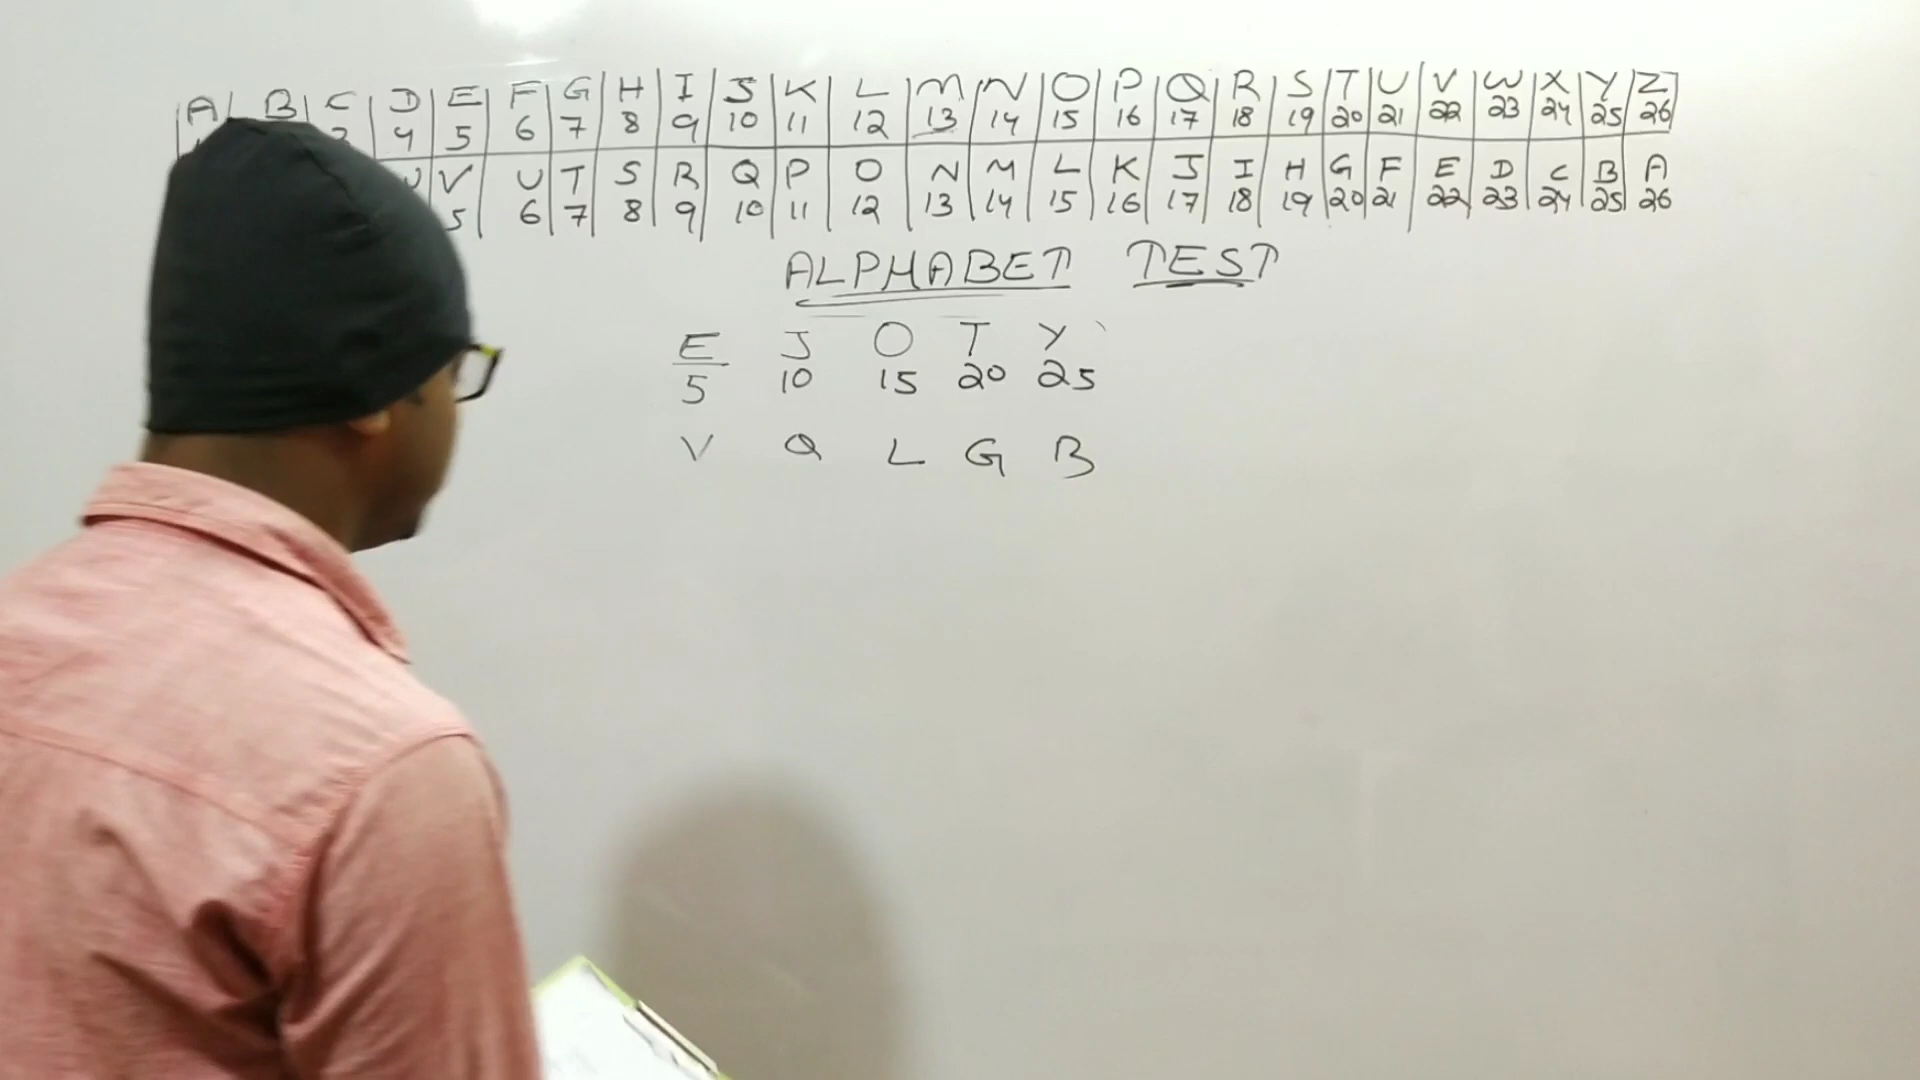 A B C D E F G H I J K L M N O P Q R S T U V W X Y Z
4 5 6 7 8 9 10 11 12 13 14 15 16 17 18 19 20 21 22 23 24 25 26
V U T S R Q P O N M L K J I H G F E D C B A
5 6 7 8 9 10 11 12 13 14 15 16 17 18 19 20 21 22 23 24 25 26
ALPHABET TEST
E J O T Y
5 10 15 20 25
V Q L G B